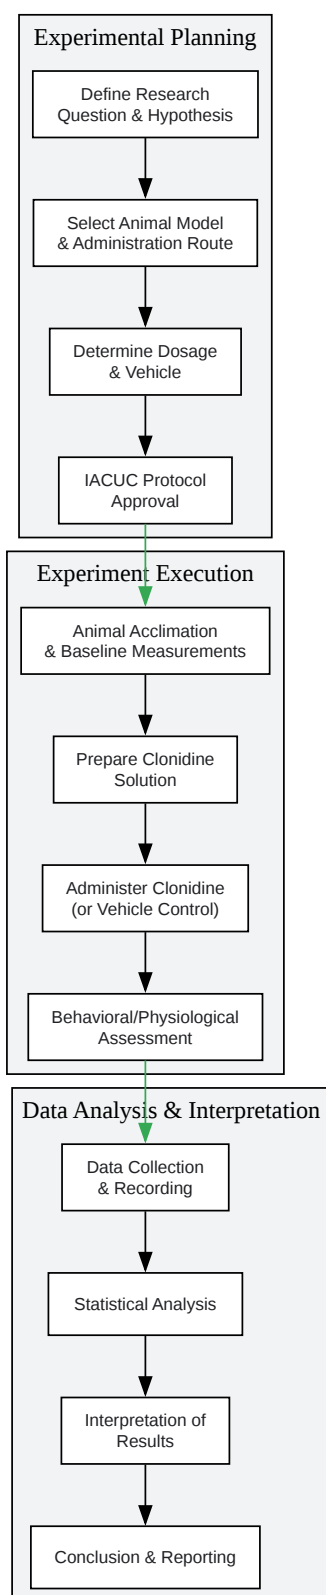 Experimental Planning
Define Research
Question & Hypothesis
Select Animal Model
& Administration Route
Determine Dosage
& Vehicle
IACUC Protocol
Approval
Experiment Execution
Animal Acclimation
& Baseline Measurements
Prepare Clonidine
Solution
Administer Clonidine
(or Vehicle Control)
Behavioral/Physiological
Assessment
Data Analysis & Interpretation
Data Collection
& Recording
Statistical Analysis
Interpretation of
Results
Conclusion & Reporting